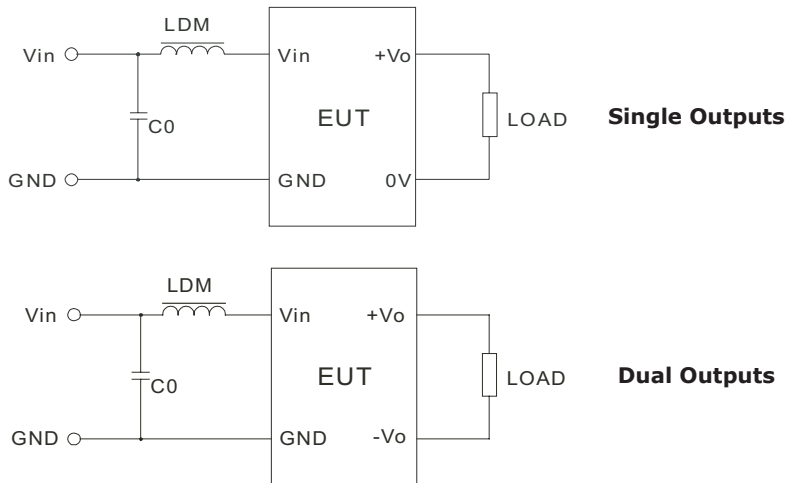 LDM
Vin
Vin
+Vo
C0
EUT
LOAD
Single Outputs
GND
GND
0V
LDM
Vin
Vin
+Vo
C0
EUT
LOAD
Dual Outputs
GND
GND
-Vo